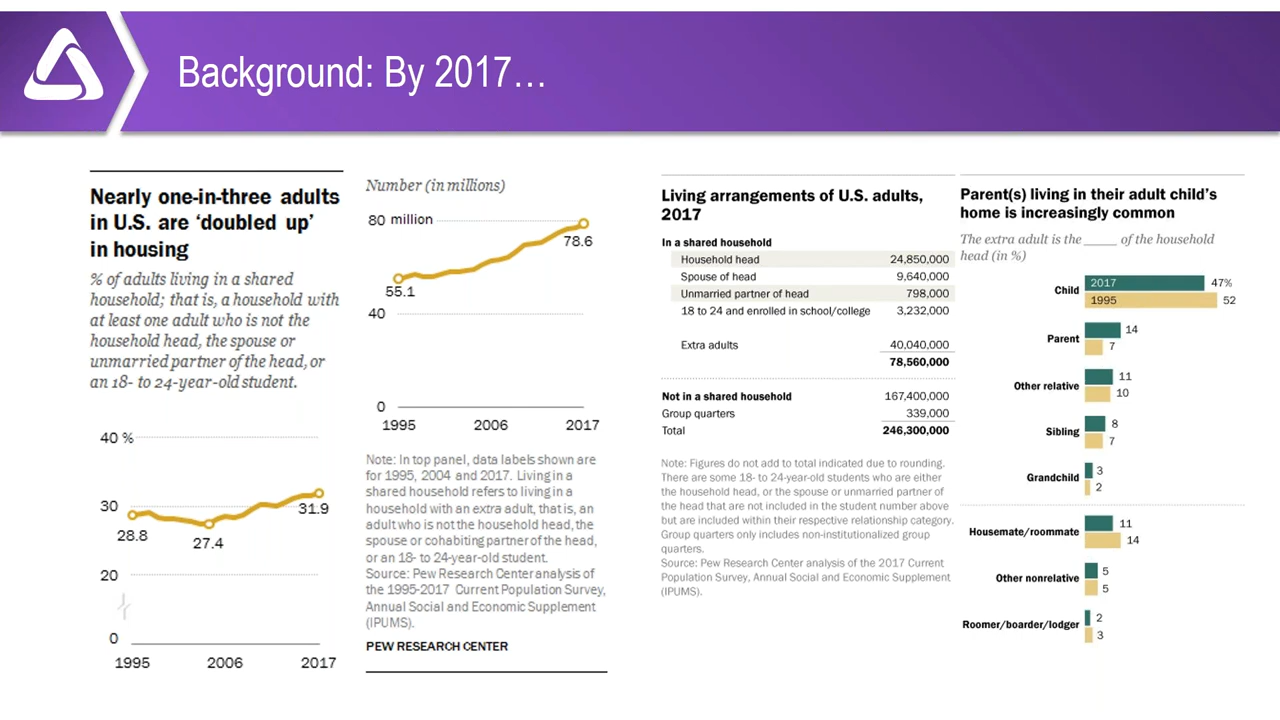 Background: By 2017…
Nearly one-in-three adults
in U.S. are ‘doubled up’
in housing
% of adults living in a shared
household; that is, a household with
at least one adult who is not the
household head, the spouse or
unmarried partner of the head, or
an 18- to 24-year-old student.
40 %
30
20
0
28.8
27.4
31.9
1995
2006
2017
Number (in millions)
80 million
40
0
55.1
78.6
1995
2006
2017
Note: In top panel, data labels shown are
for 1995, 2004 and 2017. Living in a
shared household refers to living in a
household with an extra adult, that is, an
adult who is not the household head, the
spouse or cohabiting partner of the head,
or an 18- to 24-year-old student.
Source: Pew Research Center analysis of
the 1995-2017 Current Population Survey,
Annual Social and Economic Supplement
(IPUMS).
PEW RESEARCH CENTER
Living arrangements of U.S. adults,
2017
In a shared household
Household head 24,850,000
Spouse of head 9,640,000
Unmarried partner of head 798,000
18 to 24 and enrolled in school/college 3,232,000
Extra adults 40,040,000
78,560,000
Not in a shared household 167,400,000
Group quarters 339,000
Total 246,300,000
Note: Figures do not add to total indicated due to rounding.
There are some 18- to 24-year-old students who are either
the household head, or the spouse or unmarried partner of
the head that are not included in the student number above
but are included within their respective relationship category.
Group quarters only includes non-institutionalized group
quarters.
Source: Pew Research Center analysis of the 2017 Current
Population Survey, Annual Social and Economic Supplement
(IPUMS).
Parent(s) living in their adult child’s
home is increasingly common
The extra adult is the _____ of the household
head (in %)
Child 2017 47%
1995 52
Parent 14
7
Other relative 11
10
Sibling 8
7
Grandchild 3
2
Housemate/roommate 11
14
Other nonrelative 5
5
Roomer/boarder/lodger 2
3